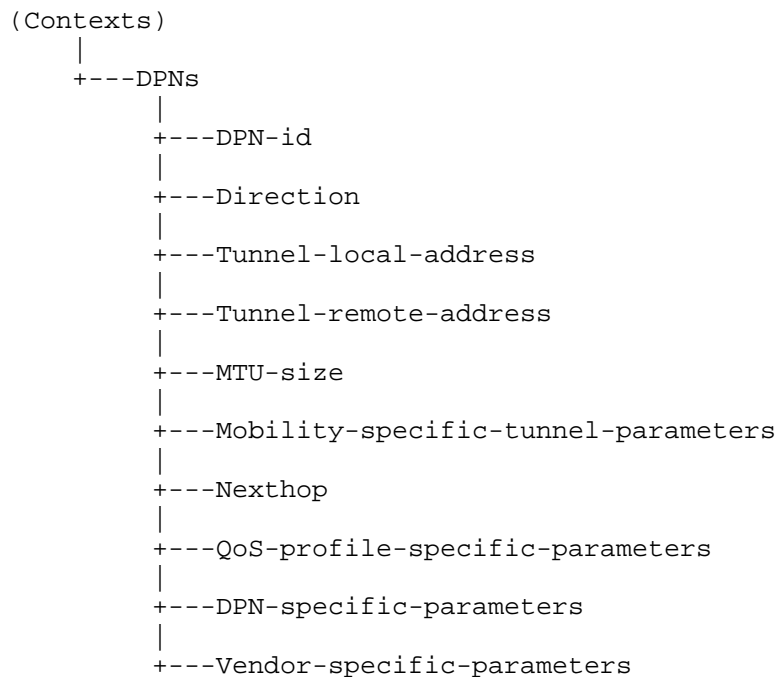 (Contexts)
|
+---DPNs
|
+---DPN-id
|
+---Direction
|
+---Tunnel-local-address
|
+---Tunnel-remote-address
|
+---MTU-size
|
+---Mobility-specific-tunnel-parameters
|
+---Nexthop
|
+---QoS-profile-specific-parameters
|
+---DPN-specific-parameters
|
+---Vendor-specific-parameters